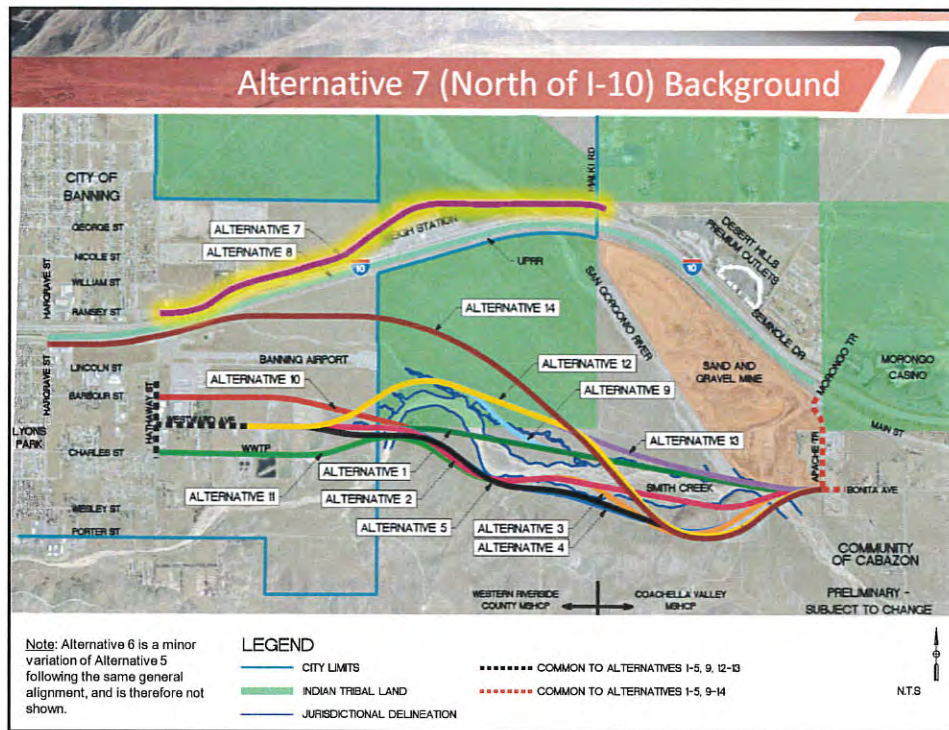 Alternative 7 (North of I-10) Background
CITY OF
BANNING
GEORGE ST
NICOLE ST
WILLIAM ST
RAMSEY ST
HARGRAVE ST
LINCOLN ST
BARBOUR ST
HARGRAVE ST
LYONS
PARK
CHARLES ST
WESLEY ST
PORTER ST
HATHAWAY ST
WESTWARD AVE
WWTP
BANNING AIRPORT
ALTERNATIVE 7
ALTERNATIVE 8
10
EIGH STATION
UPRR
MALKI RD
ALTERNATIVE 14
ALTERNATIVE 12
ALTERNATIVE 9
ALTERNATIVE 10
ALTERNATIVE 13
ALTERNATIVE 1
ALTERNATIVE 11
ALTERNATIVE 2
ALTERNATIVE 5
ALTERNATIVE 3
ALTERNATIVE 4
SAN GORGONIO
RIVER
SMITH CREEK
10
DESERT HILLS
PREMIUM OUTLETS
SEMINOLE DR
SAND AND
GRAVEL MINE
MORONGO TR
MORONGO
CASINO
MAIN ST
APACHE TR
BONITA AVE
COMMUNITY
OF CABAZON
WESTERN RIVERSIDE
COUNTY MSHCP
COACHELLA VALLEY
MSHCP
PRELIMINARY -
SUBJECT TO CHANGE
Note: Alternative 6 is a minor
variation of Alternative 5
following the same general
alignment, and is therefore not
shown.
LEGEND
CITY LIMITS
INDIAN TRIBAL LAND
JURISDICTIONAL DELINEATION
COMMON TO ALTERNATIVES 1-5, 9, 12-13
COMMON TO ALTERNATIVES 1-5, 9-14
N.T.S